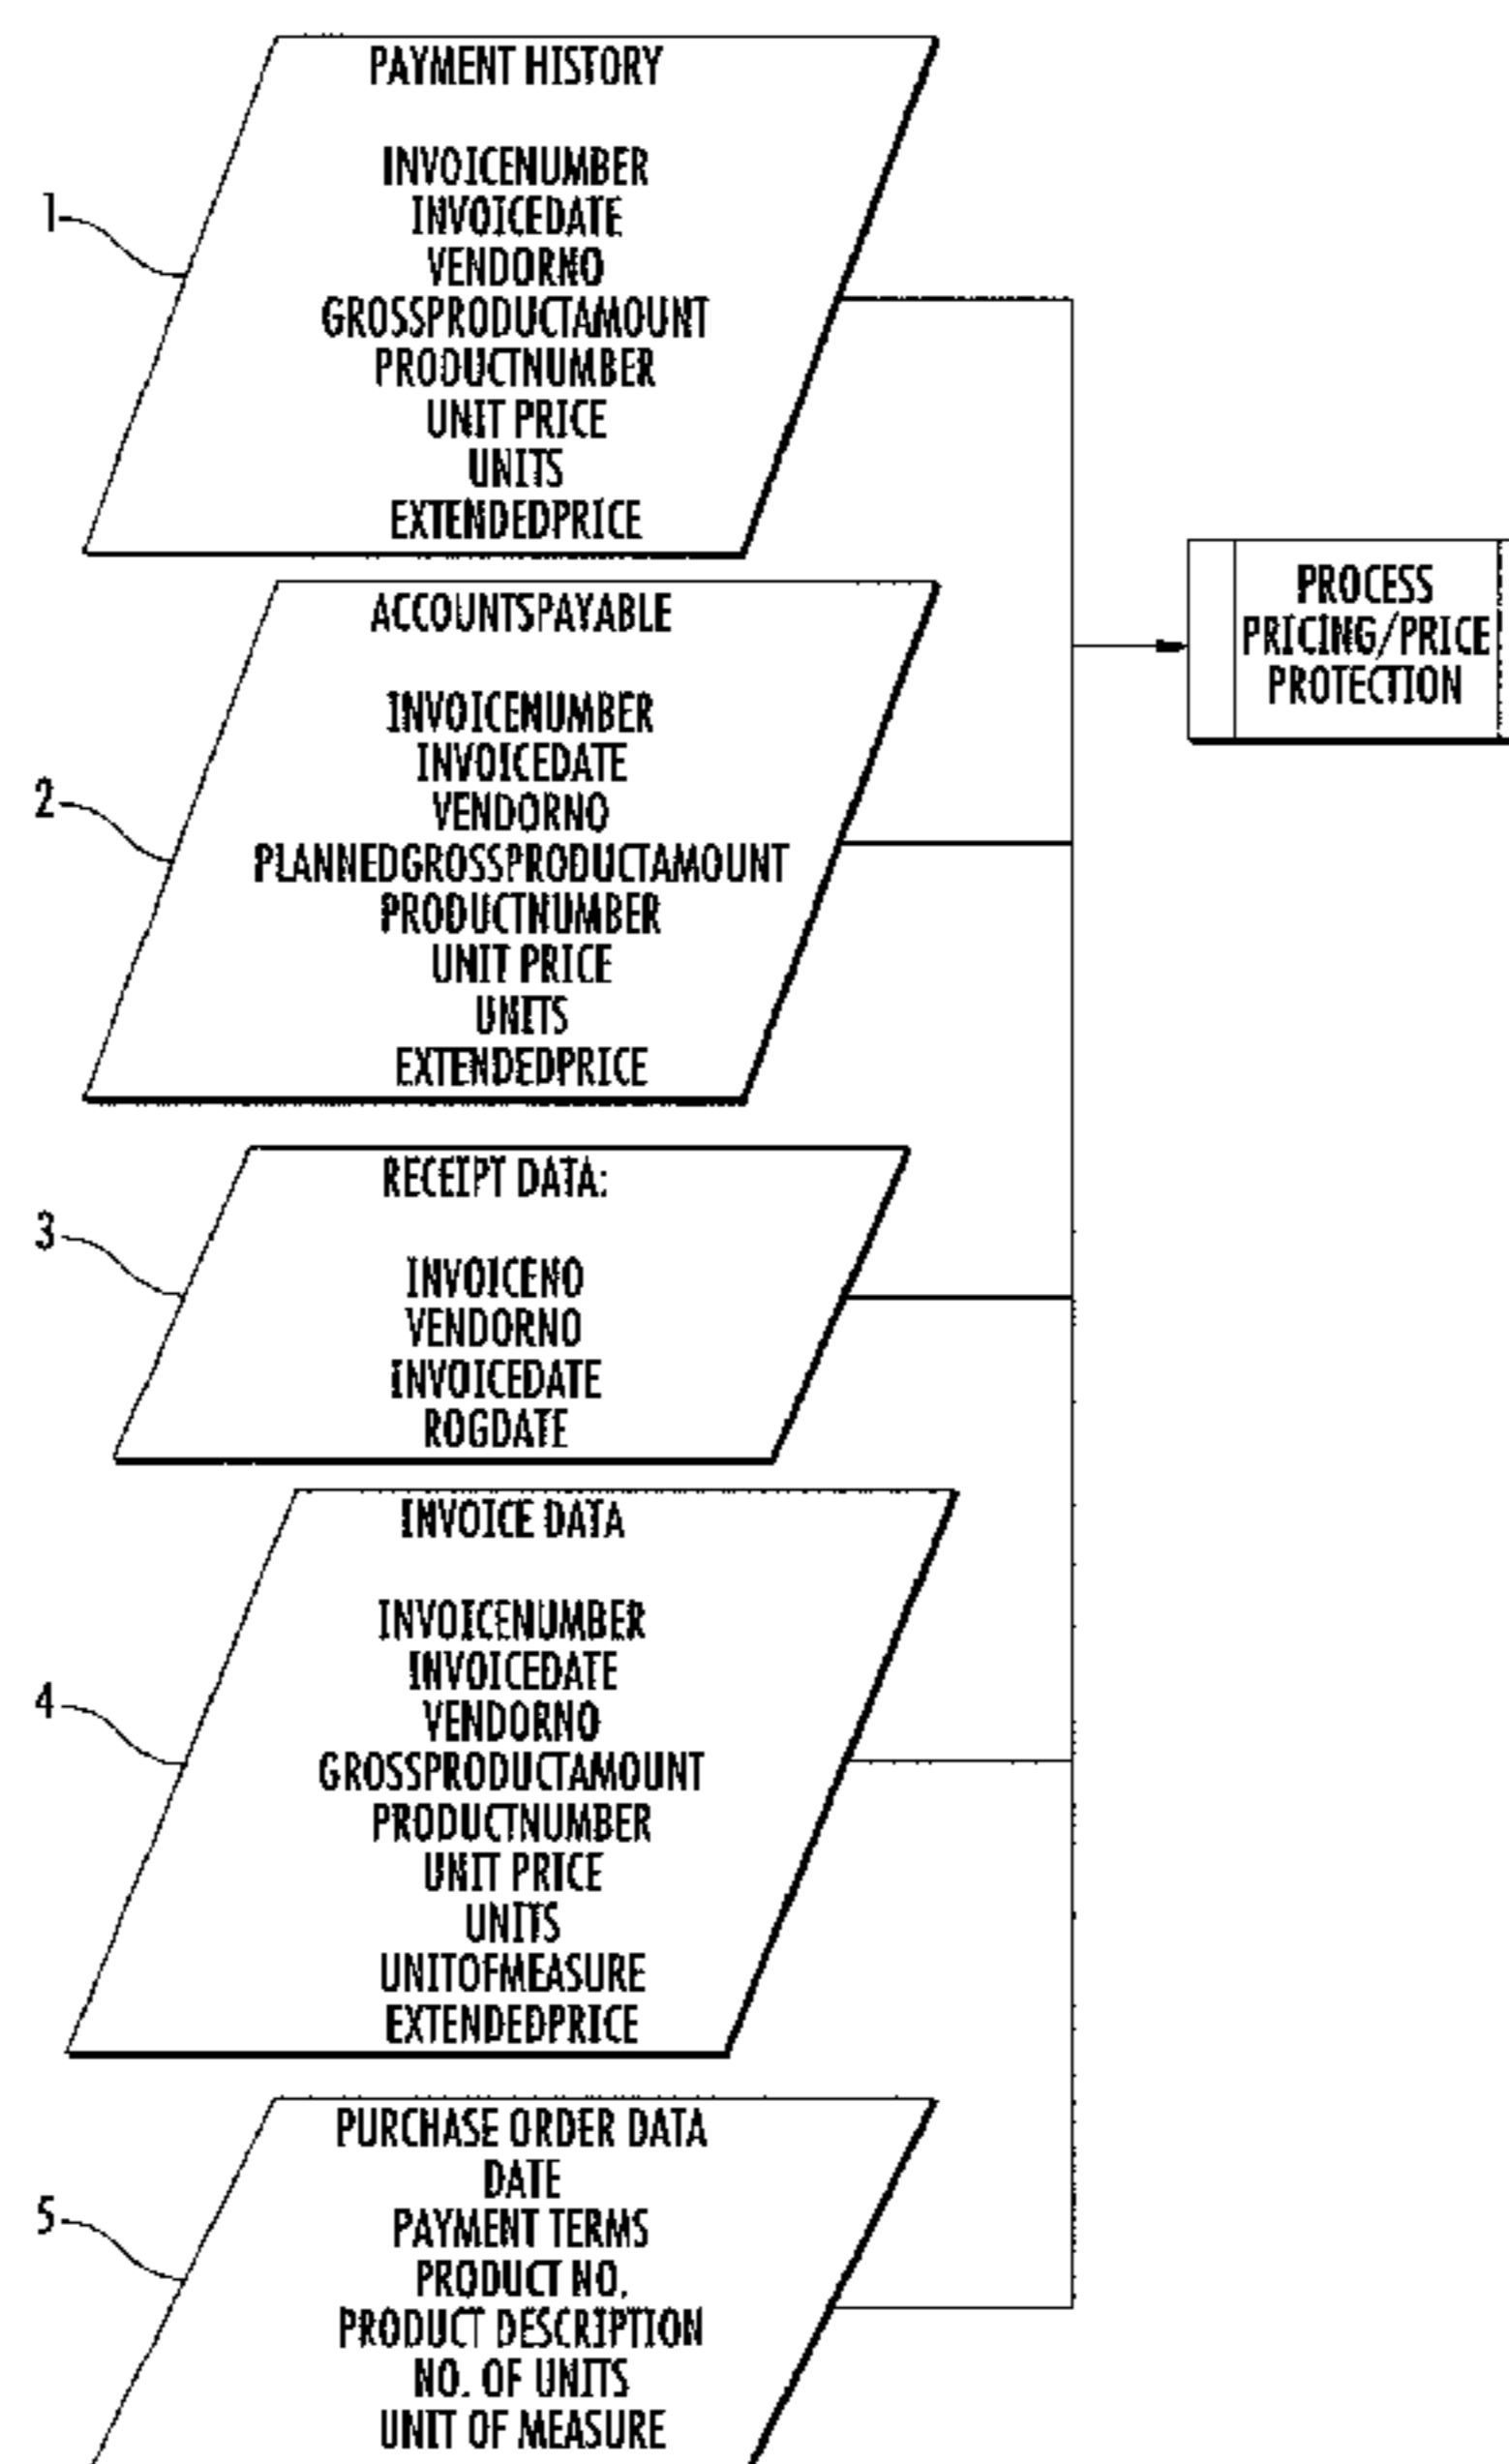 PAYMENT HISTORY
INVOICENUMBER
INVOICEDATE
VENDORNO
GROSSPRODUCTAMOUNT
PRODUCTNUMBER
UNIT PRICE
UNITS
EXTENDEDPRICE
1
ACCOUNTSPAYABLE
INVOICENUMBER
INVOICEDATE
VENDORNO
PLANNEDGROSSPRODUCTAMOUNT
PRODUCTNUMBER
UNIT PRICE
UNITS
EXTENDEDPRICE
2
RECEIPT DATA:
INVOICENO
VENDORNO
INVOICEDATE
ROGDATE
3
INVOICE DATA
INVOICENUMBER
INVOICEDATE
VENDORNO
GROSSPRODUCTAMOUNT
PRODUCTNUMBER
UNIT PRICE
UNITS
UNITOFMEASURE
EXTENDEDPRICE
4
PURCHASE ORDER DATA
DATE
PAYMENT TERMS
PRODUCT NO.
PRODUCT DESCRIPTION
NO. OF UNITS
UNIT OF MEASURE
5
PROCESS
PRICING/PRICE
PROTECTION